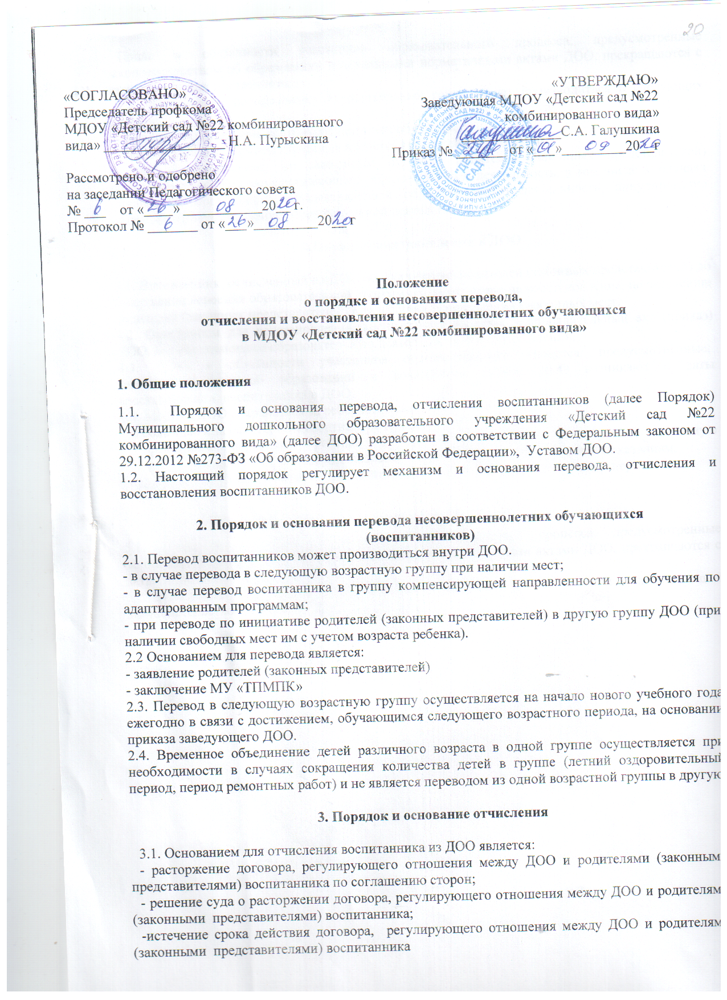 20
«СОГЛАСОВАНО»
Председатель профкома
МДОУ «Детский сад №22 комбинированного
вида» ________________ Н.А. Пурыскина
Рассмотрено и одобрено
на заседании Педагогического совета
№ 6 от «26» 08 2020 г.
Протокол № 6 от «26» 08 2020г
«УТВЕРЖДАЮ»
Заведующая МДОУ «Детский сад №22
комбинированного вида»
______________С.А. Галушкина
Приказ № от «01» 09 2020г
Положение
о порядке и основаниях перевода,
отчисления и восстановления несовершеннолетних обучающихся
в МДОУ «Детский сад №22 комбинированного вида»
1. Общие положения
1.1. Порядок и основания перевода, отчисления воспитанников (далее Порядок)
Муниципального дошкольного образовательного учреждения «Детский сад №22
комбинированного вида» (далее ДОО) разработан в соответствии с Федеральным законом от
29.12.2012 №273-ФЗ «Об образовании в Российской Федерации», Уставом ДОО.
1.2. Настоящий порядок регулирует механизм и основания перевода, отчисления и
восстановления воспитанников ДОО.
2. Порядок и основания перевода несовершеннолетних обучающихся
(воспитанников)
2.1. Перевод воспитанников может производиться внутри ДОО.
- в случае перевода в следующую возрастную группу при наличии мест;
- в случае перевод воспитанника в группу компенсирующей направленности для обучения по
адаптированным программам;
- при переводе по инициативе родителей (законных представителей) в другую группу ДОО (при
наличии свободных мест им с учетом возраста ребенка).
2.2 Основанием для перевода является:
- заявление родителей (законных представителей)
- заключение МУ «ТПМПК»
2.3. Перевод в следующую возрастную группу осуществляется на начало нового учебного года
ежегодно в связи с достижением, обучающимся следующего возрастного периода, на основании
приказа заведующего ДОО.
2.4. Временное объединение детей различного возраста в одной группе осуществляется при
необходимости в случаях сокращения количества детей в группе (летний оздоровительный
период, период ремонтных работ) и не является переводом из одной возрастной группы в другую
3. Порядок и основание отчисления
3.1. Основанием для отчисления воспитанника из ДОО является:
- расторжение договора, регулирующего отношения между ДОО и родителями (законным
представителями) воспитанника по соглашению сторон;
- решение суда о расторжении договора, регулирующего отношения между ДОО и родителям
(законными представителями) воспитанника;
-истечение срока действия договора, регулирующего отношения между ДОО и родителям
(законными представителями) воспитанника